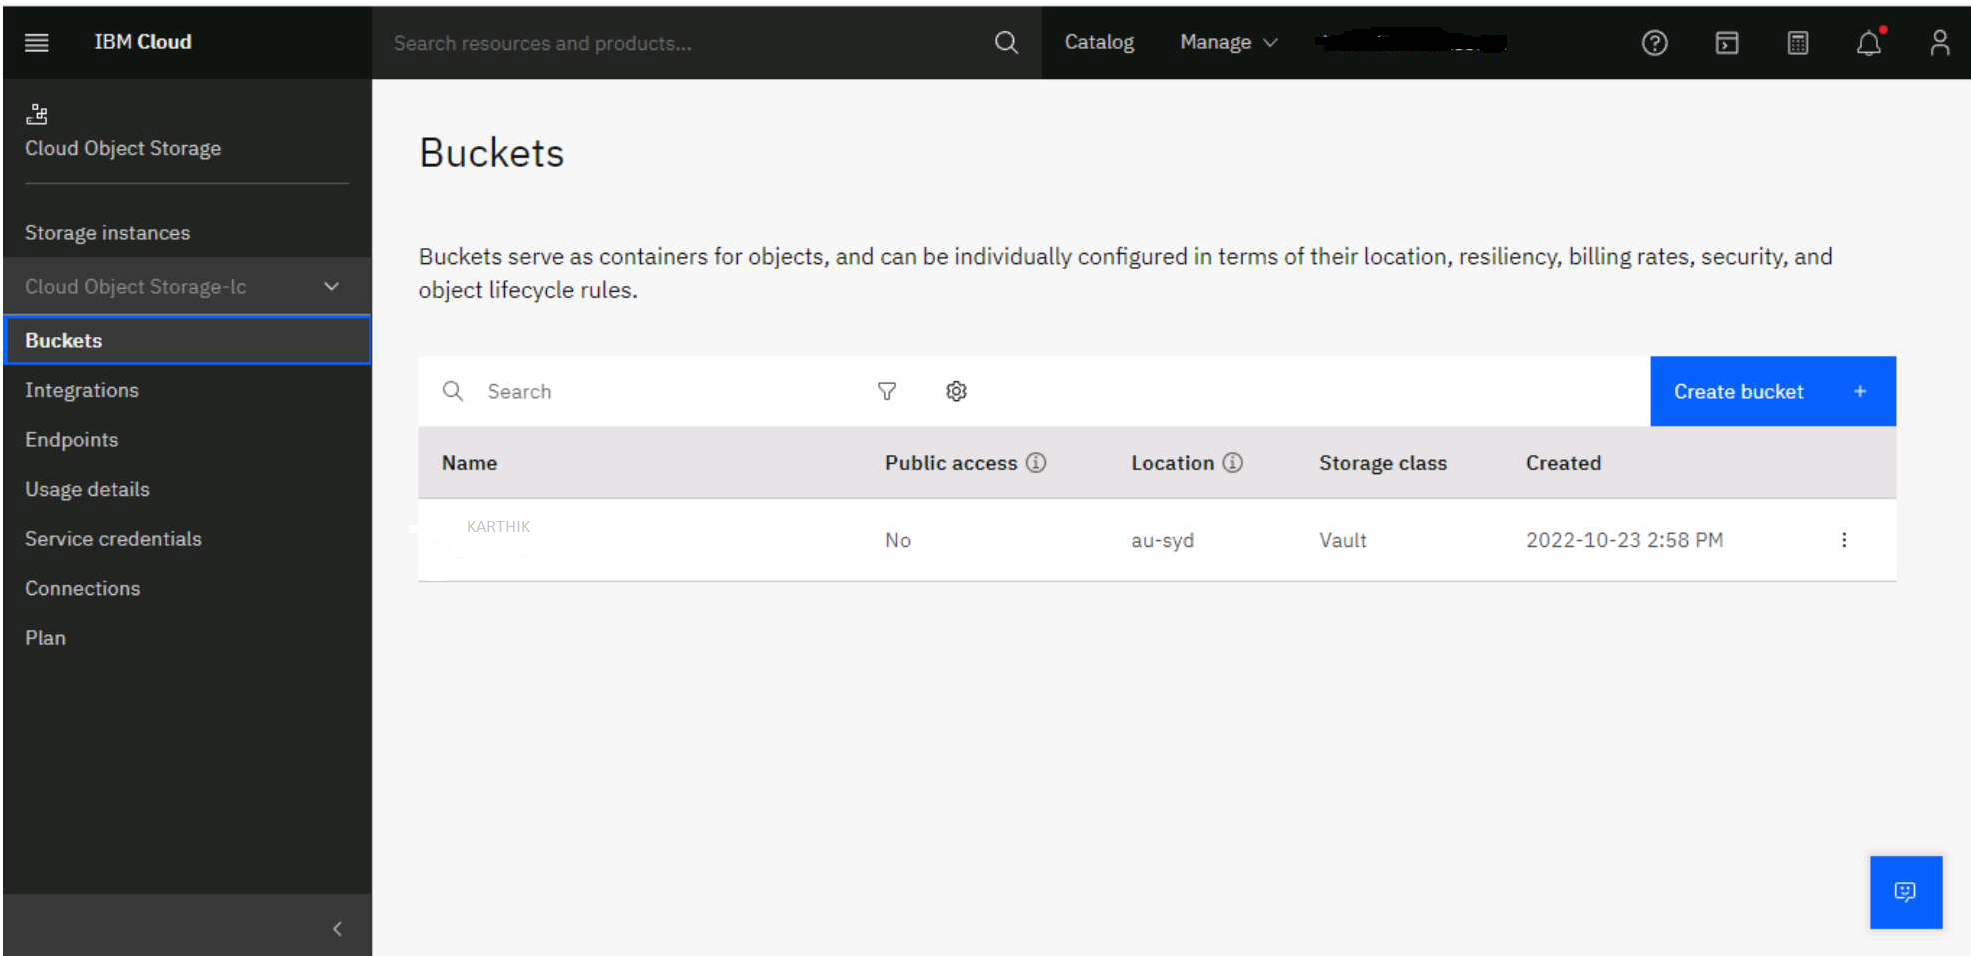 IBM Cloud
Search resources and products...
Catalog
Manage
Cloud Object Storage
Storage instances
Cloud Object Storage-lc
Buckets
Integrations
Endpoints
Usage details
Service credentials
Connections
Plan
Buckets
Buckets serve as containers for objects, and can be individually configured in terms of their location, resiliency, billing rates, security, and
object lifecycle rules.
Search
Create bucket +
Name Public access Location Storage class Created
KARTHIK No au-syd Vault 2022-10-23 2:58 PM